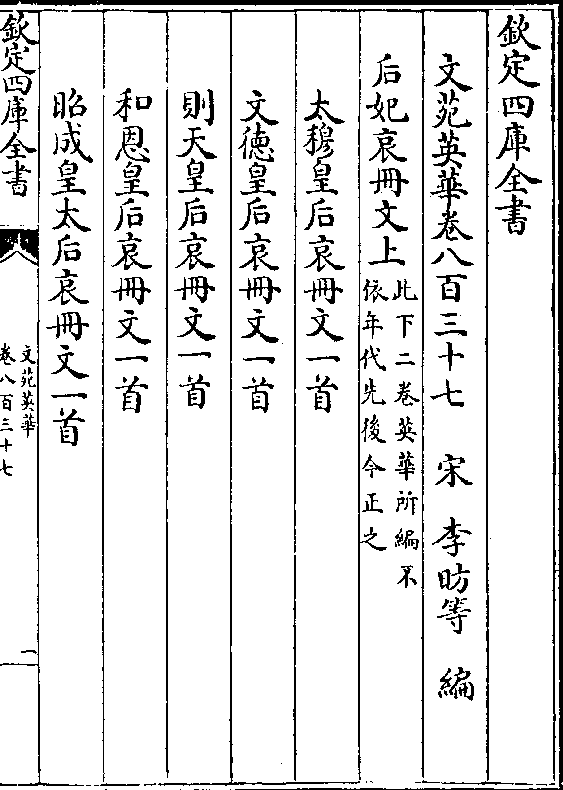 欽定四庫全書
文苑英華卷八百三十七　宋　李昉等　編
后妃哀冊文上
此下二卷英華所編不
依年代先後今正之
太穆皇后哀冊文一首
文徳皇后哀冊文一首
則天皇后哀冊文一首
和思皇后哀冊文一首
昭成皇太后哀冊文一首
欽定四庫全書
文苑英華
卷八百三十七
一